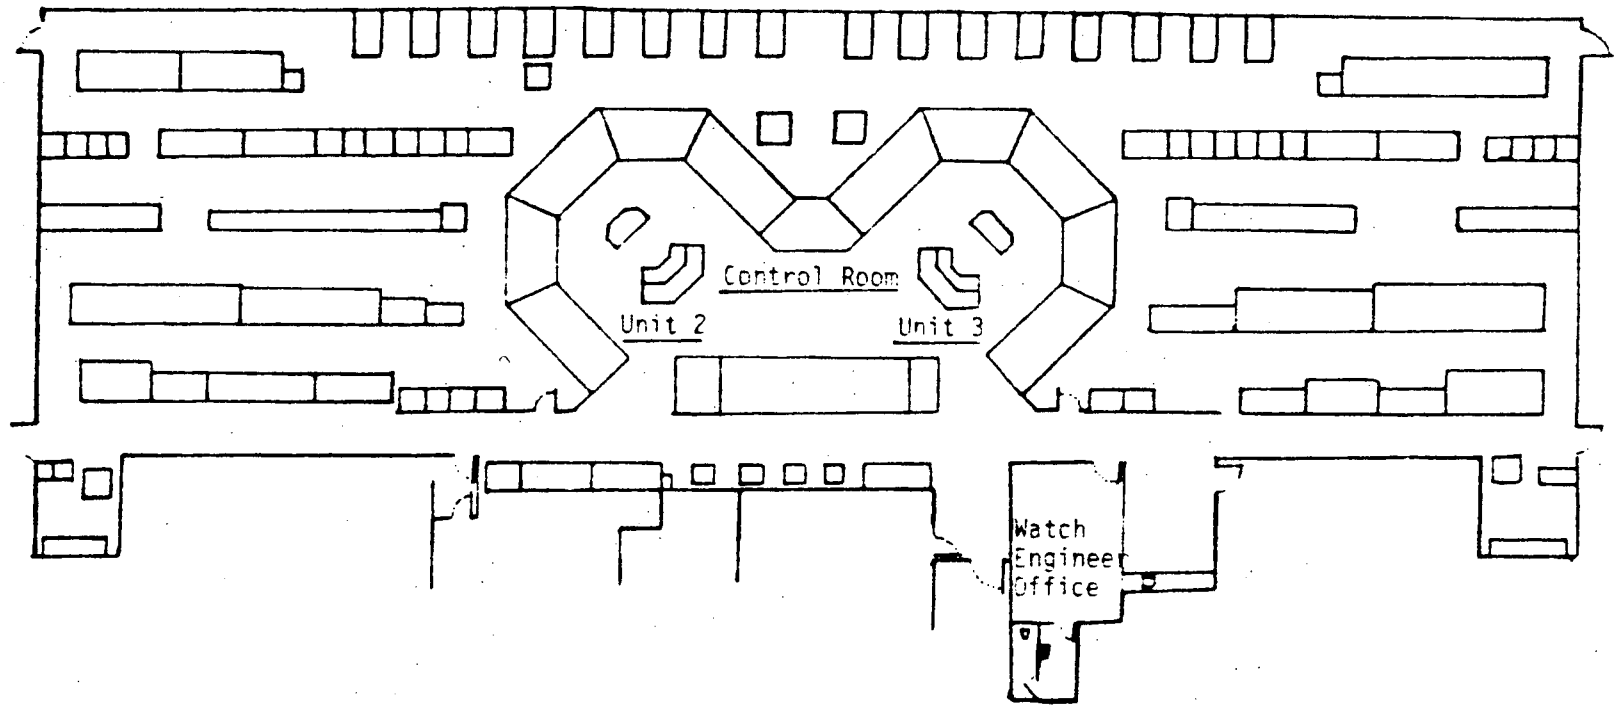 Control Room
Unit 2
Unit 3
Watch
Engineer
Office